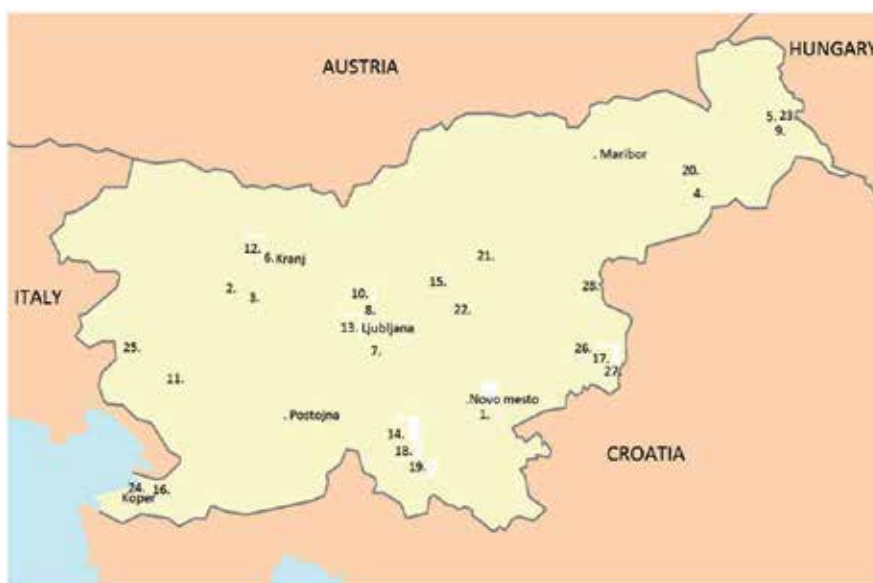 HUNGARY
AUSTRIA
5. 23.
9.
. Maribor
20.
4.
12.
6. Kranj
21.
2.
3.
15.
10.
28.
ITALY
8.
22.
13. Ljubljana
25.
7.
26.
17.
27.
11.
. Novo mesto
. Postojna
1.
14.
18.
CROATIA
19.
24. 16.
Koper